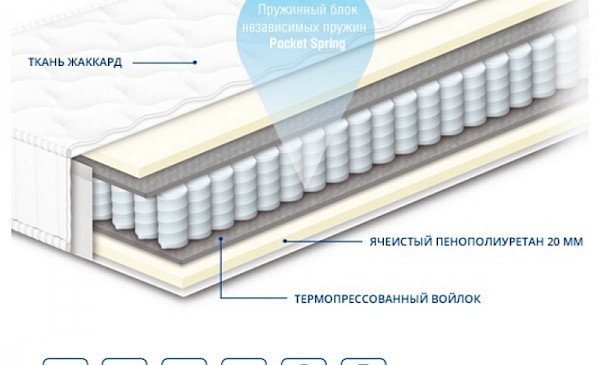 Пружинный блок
независимых пружин
Pocket Spring
ТКАНЬ ЖАККАРД
ЯЧЕИСТЫЙ ПЕНОПОЛИУРЕТАН 20 ММ
ТЕРМОПРЕССОВАННЫЙ ВОЙЛОК